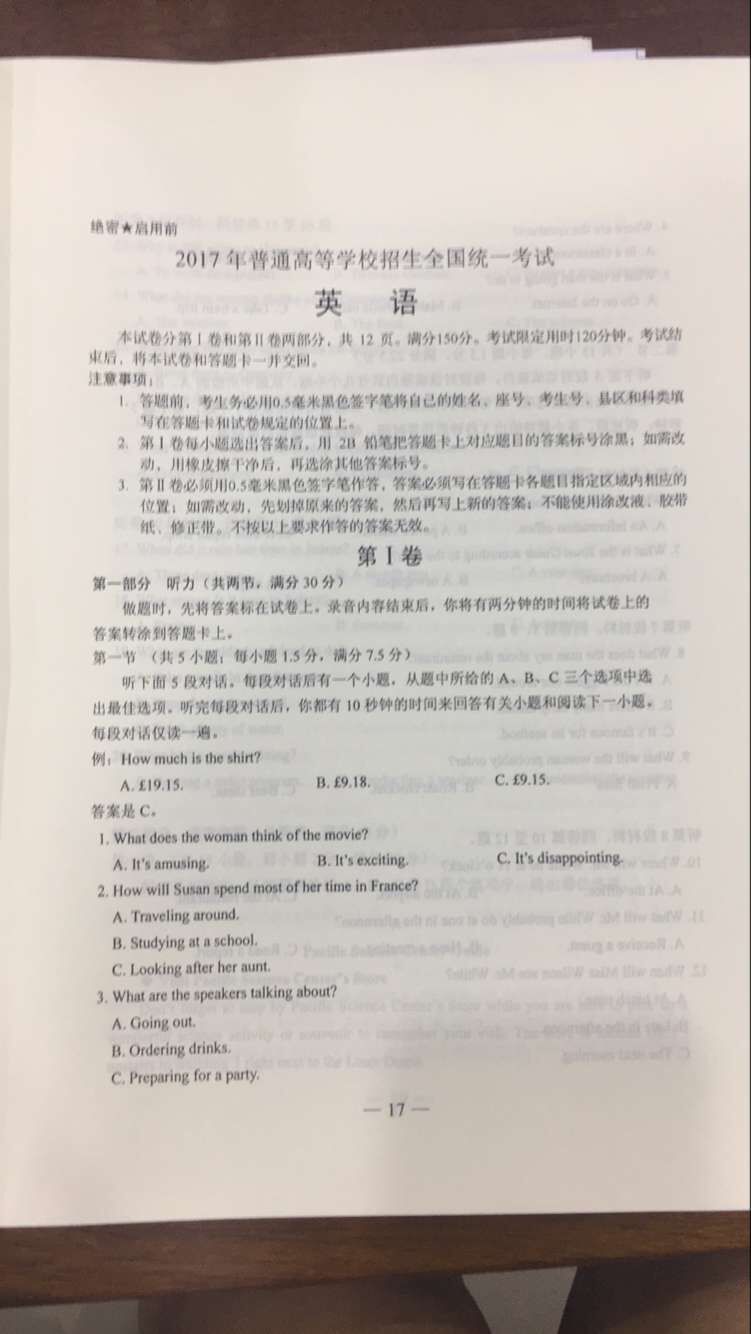 绝密★启用前
2017 年普通高等学校招生全国统一考试
英 语
本试卷分第Ⅰ卷和第Ⅱ卷两部分，共 12 页。满分150分。考试限定用时120分钟。考试结
束后，将本试卷和答题卡一并交回。
注意事项：
1. 答题前，考生务必用0.5毫米黑色签字笔将自己的姓名、座号、考生号、县区和科类填
写在答题卡和试卷规定的位置上。
2. 第Ⅰ卷每小题选出答案后，用 2B 铅笔把答题卡上对应题目的答案标号涂黑；如需改
动，用橡皮擦干净后，再选涂其他答案标号。
3. 第Ⅱ卷必须用0.5毫米黑色签字笔作答，答案必须写在答题卡各题目指定区域内相应的
位置；如需改动，先划掉原来的答案，然后再写上新的答案；不能使用涂改液、胶带
纸、修正带。不按以上要求作答的答案无效。
第Ⅰ卷
第一部分 听力（共两节，满分 30 分）
做题时，先将答案标在试卷上。录音内容结束后，你将有两分钟的时间将试卷上的
答案转涂到答题卡上。
第一节 （共 5 小题；每小题 1.5 分，满分 7.5 分）
听下面 5 段对话。每段对话后有一个小题，从题中所给的 A、B、C 三个选项中选
出最佳选项。听完每段对话后，你都有 10 秒钟的时间来回答有关小题和阅读下一小题。
每段对话仅读一遍。
例：How much is the shirt?
A. £19.15. B. £9.18. C. £9.15.
答案是 C。
1. What does the woman think of the movie?
A. It's amusing. B. It's exciting. C. It's disappointing.
2. How will Susan spend most of her time in France?
A. Traveling around.
B. Studying at a school.
C. Looking after her aunt.
3. What are the speakers talking about?
A. Going out.
B. Ordering drinks.
C. Preparing for a party.
— 17 —